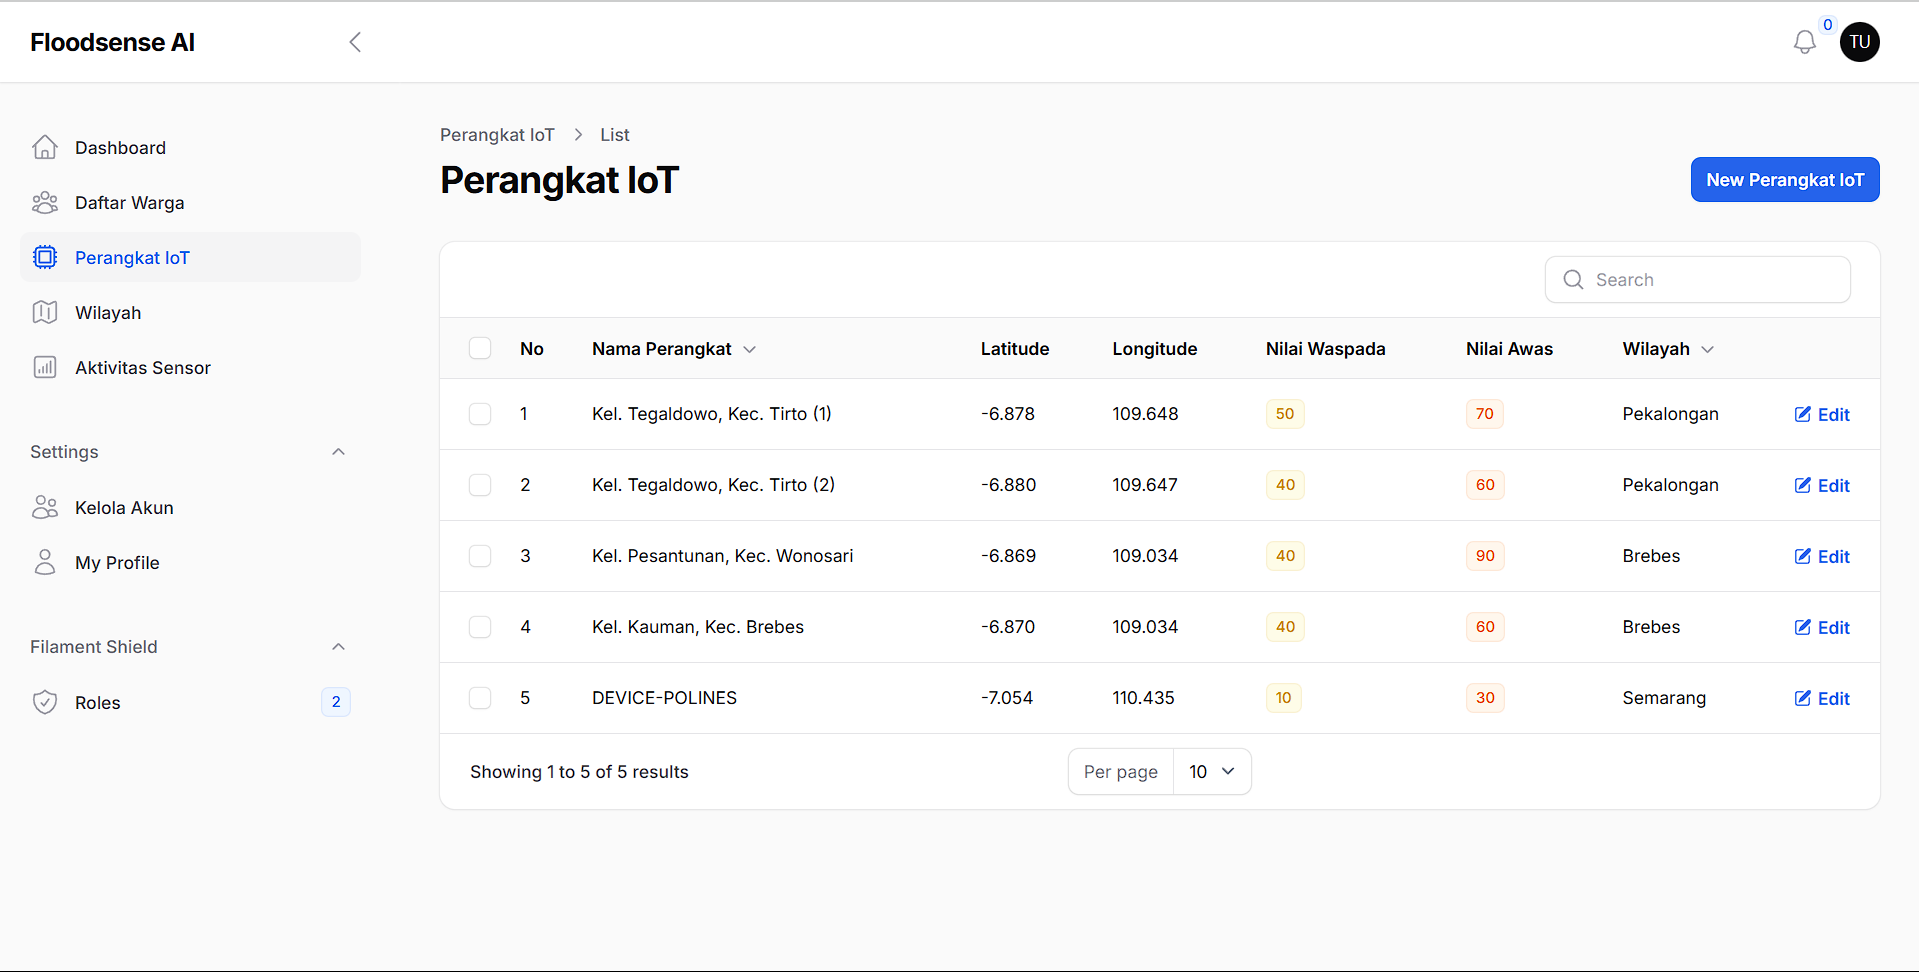 Floodsense AI
0
TU
Dashboard
Daftar Warga
Perangkat IoT
Wilayah
Aktivitas Sensor
Settings
Kelola Akun
My Profile
Filament Shield
Roles 2
Perangkat IoT > List
Perangkat IoT
New Perangkat IoT
Search
No Nama Perangkat Latitude Longitude Nilai Waspada Nilai Awas Wilayah
1 Kel. Tegaldowo, Kec. Tirto (1) -6.878 109.648 50 70 Pekalongan Edit
2 Kel. Tegaldowo, Kec. Tirto (2) -6.880 109.647 40 60 Pekalongan Edit
3 Kel. Pesantunan, Kec. Wonosari -6.869 109.034 40 90 Brebes Edit
4 Kel. Kauman, Kec. Brebes -6.870 109.034 40 60 Brebes Edit
5 DEVICE-POLINES -7.054 110.435 10 30 Semarang Edit
Showing 1 to 5 of 5 results
Per page 10